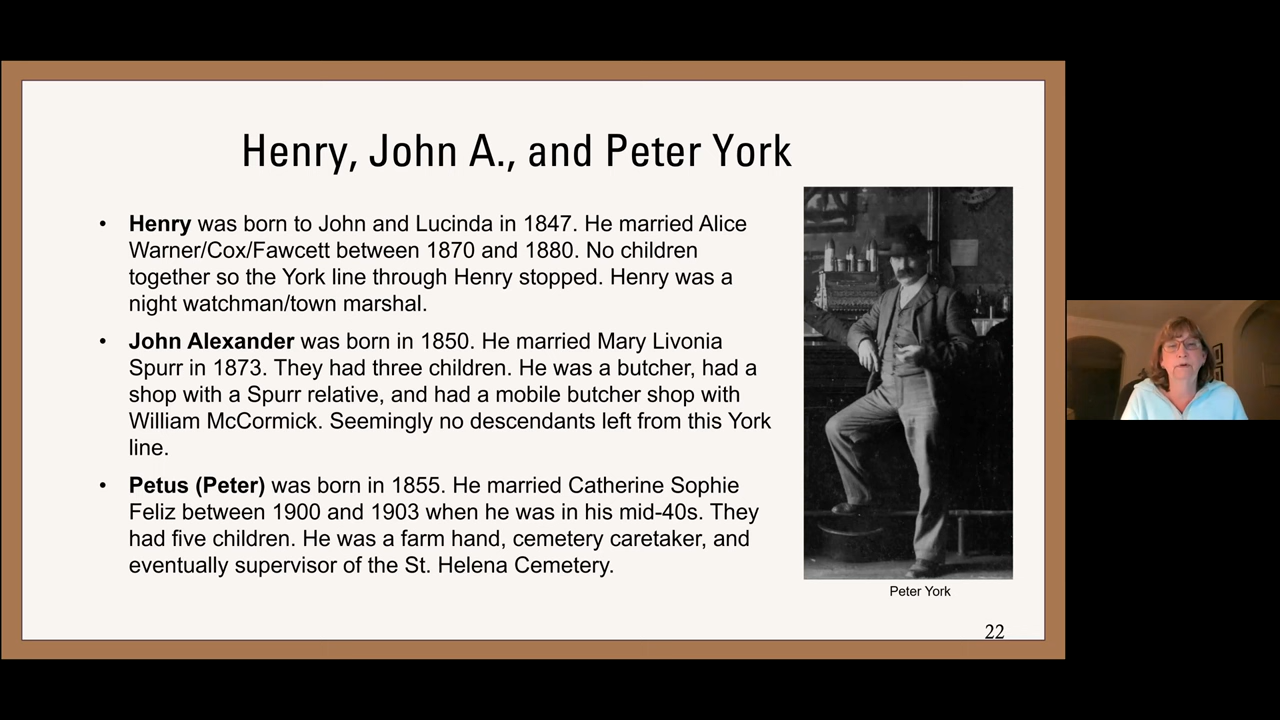 Henry, John A., and Peter York
• Henry was born to John and Lucinda in 1847. He married Alice
Warner/Cox/Fawcett between 1870 and 1880. No children
together so the York line through Henry stopped. Henry was a
night watchman/town marshal.
• John Alexander was born in 1850. He married Mary Livonia
Spurr in 1873. They had three children. He was a butcher, had a
shop with a Spurr relative, and had a mobile butcher shop with
William McCormick. Seemingly no descendants left from this York
line.
• Petus (Peter) was born in 1855. He married Catherine Sophie
Feliz between 1900 and 1903 when he was in his mid-40s. They
had five children. He was a farm hand, cemetery caretaker, and
eventually supervisor of the St. Helena Cemetery.
Peter York
22